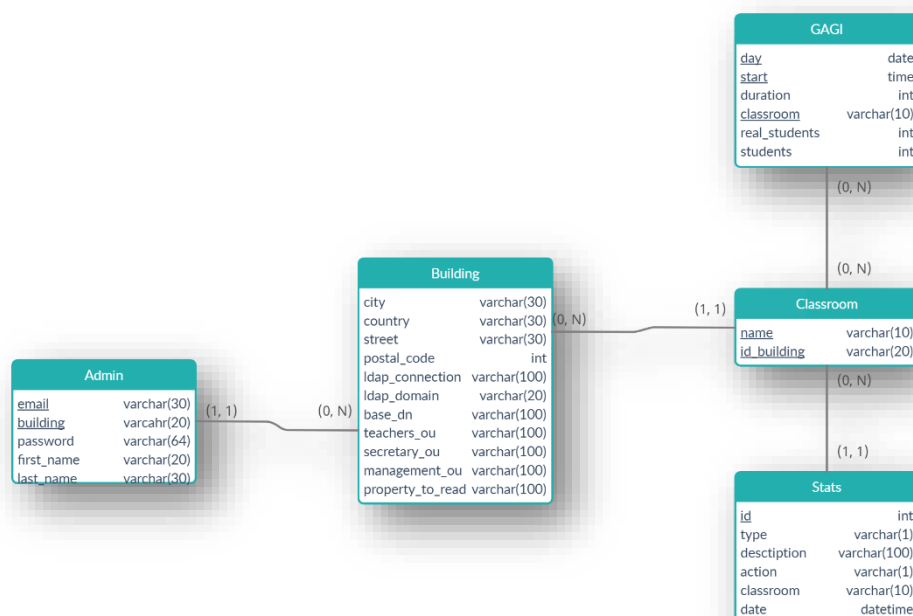 GAGI
day date
start time
duration int
classroom varchar(10)
real_students int
students int
(0, N)
(0, N)
Classroom
name varchar(10)
id_building varchar(20)
(0, N)
(1, 1)
Stats
id int
type varchar(1)
desctiption varchar(100)
action varchar(1)
classroom varchar(10)
date datetime
Building
city varchar(30)
country varchar(30)
street varchar(30)
postal_code int
ldap_connection varchar(100)
ldap_domain varchar(20)
base_dn varchar(100)
teachers_ou varchar(100)
secretary_ou varchar(100)
management_ou varchar(100)
property_to_read varchar(100)
(0, N)
(1, 1)
Admin
email varchar(30)
building varcahr(20)
password varchar(64)
first_name varchar(20)
last_name varchar(30)
(1, 1)
(0, N)